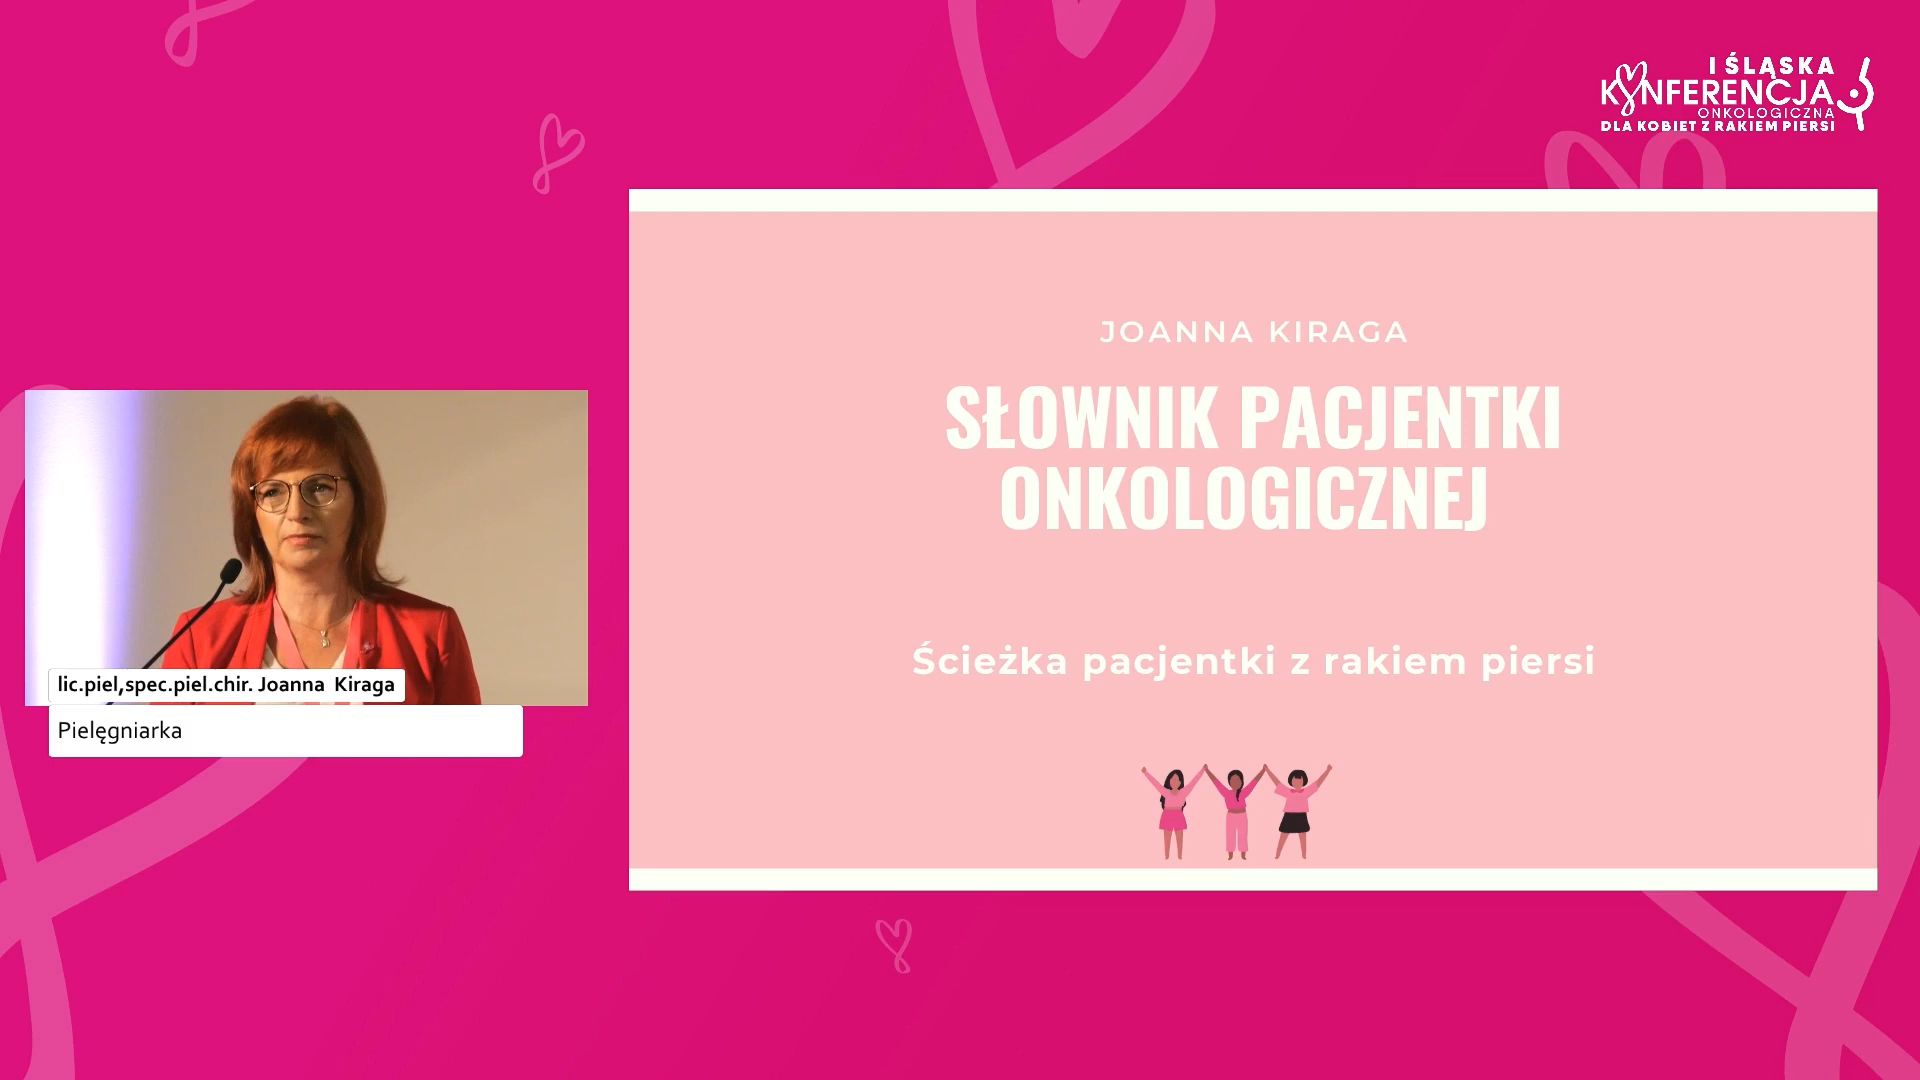 I ŚLĄSKA
KONFERENCJA
ONKOLOGICZNA
DLA KOBIET Z RAKIEM PIERSI
JOANNA KIRAGA
SŁOWNIK PACJENTKI
ONKOLOGICZNEJ
Ścieżka pacjentki z rakiem piersi
lic.piel,spec.piel.chir. Joanna Kiraga
Pielęgniarka